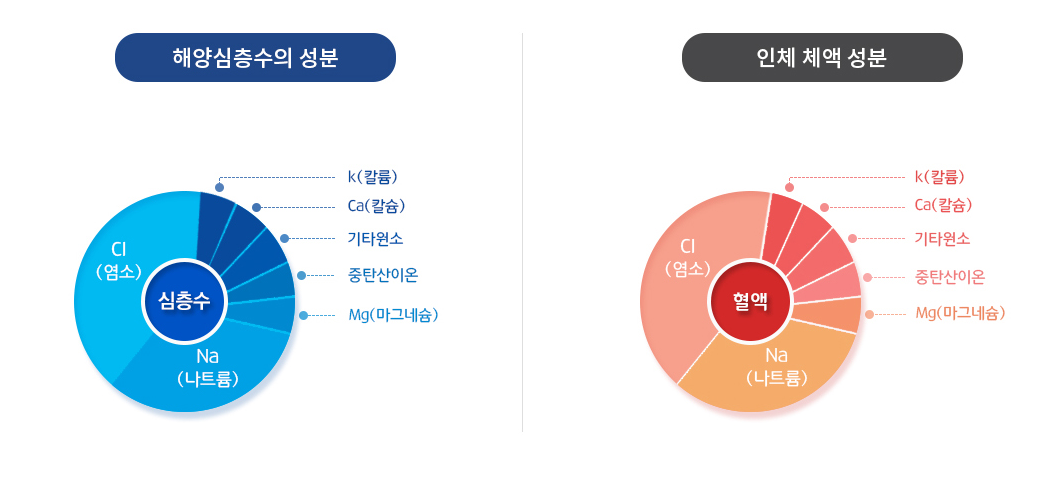 해양심층수의 성분
k(칼륨)
Ca(칼슘)
기타원소
중탄산이온
Mg(마그네슘)
Cl
(염소)
심층수
Na
(나트륨)
인체 체액 성분
k(칼륨)
Ca(칼슘)
기타원소
중탄산이온
Mg(마그네슘)
Cl
(염소)
혈액
Na
(나트륨)